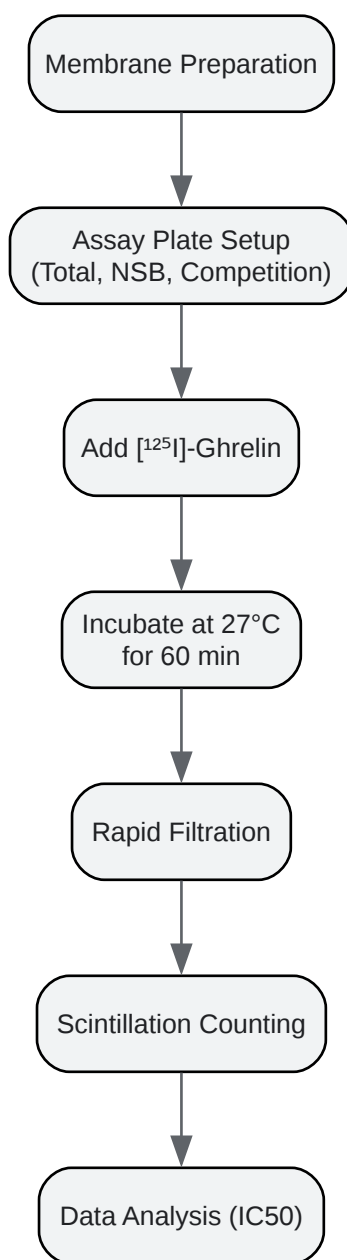 Membrane Preparation
Assay Plate Setup
(Total, NSB, Competition)
Add [¹²⁵I]-Ghrelin
Incubate at 27°C
for 60 min
Rapid Filtration
Scintillation Counting
Data Analysis (IC50)